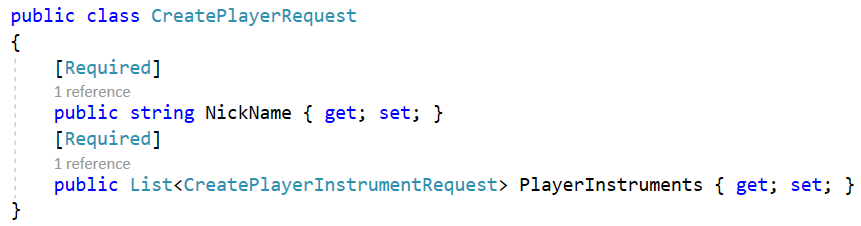 public class CreatePlayerRequest
{
[Required]
1 reference
public string NickName { get; set; }
[Required]
1 reference
public List<CreatePlayerInstrumentRequest> PlayerInstruments { get; set; }
}